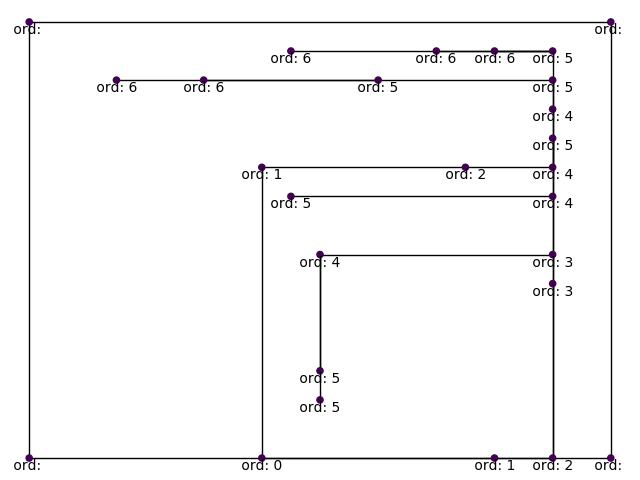 ord: ord:
ord: 6 ord: 6 ord: 6 ord: 5
ord: 6 ord: 6 ord: 5 ord: 5
ord: 4
ord: 5
ord: 1 ord: 2 ord: 4
ord: 5 ord: 4
ord: 4 ord: 3
ord: 3
ord: 5
ord: 5
ord: ord: 0 ord: 1 ord: 2 ord: